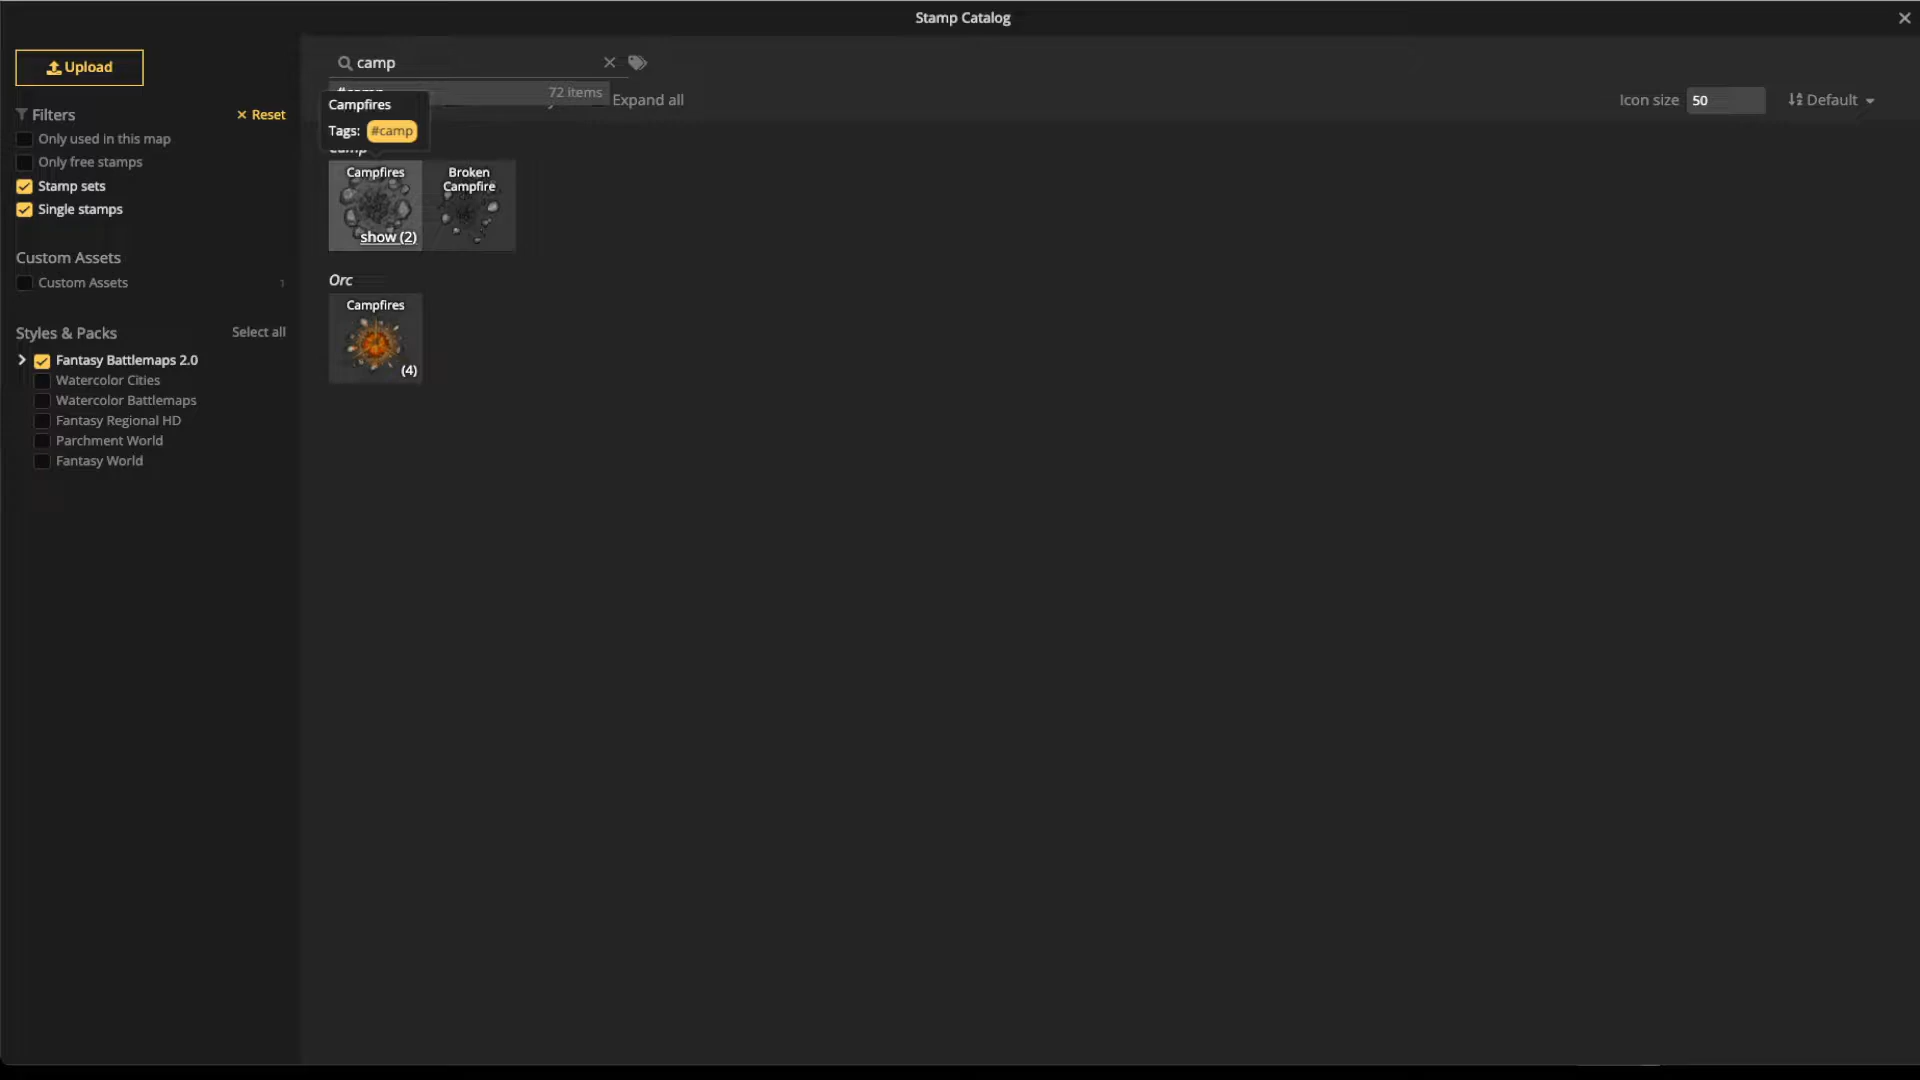 Stamp Catalog
Upload
camp
72 items
Expand all
Icon size 50
Default
Campfires
Tags: #camp
Filters
Reset
Only used in this map
Only free stamps
Stamp sets
Single stamps
Custom Assets
Custom Assets 1
Styles & Packs
Select all
Fantasy Battlemaps 2.0
Watercolor Cities
Watercolor Battlemaps
Fantasy Regional HD
Parchment World
Fantasy World
Campfires
show (2)
Broken
Campfire
Orc
Campfires
(4)